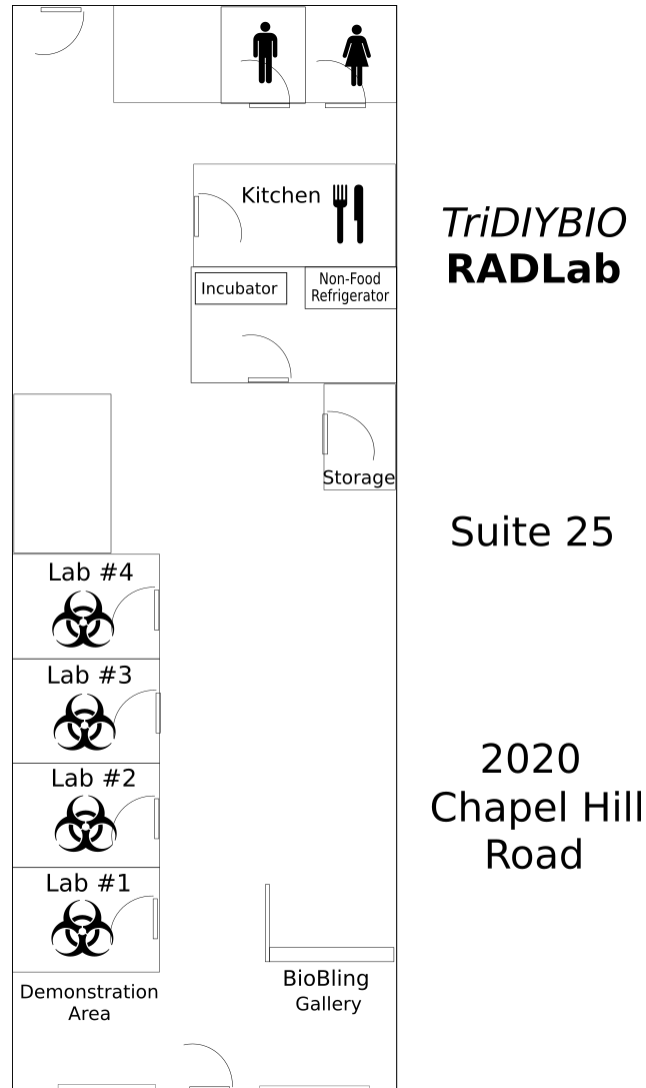 Kitchen
TriDIYBIO
RADLab
Incubator
Non-Food
Refrigerator
Storage
Suite 25
Lab #4
Lab #3
2020
Chapel Hill
Road
Lab #2
Lab #1
Demonstration
Area
BioBling
Gallery